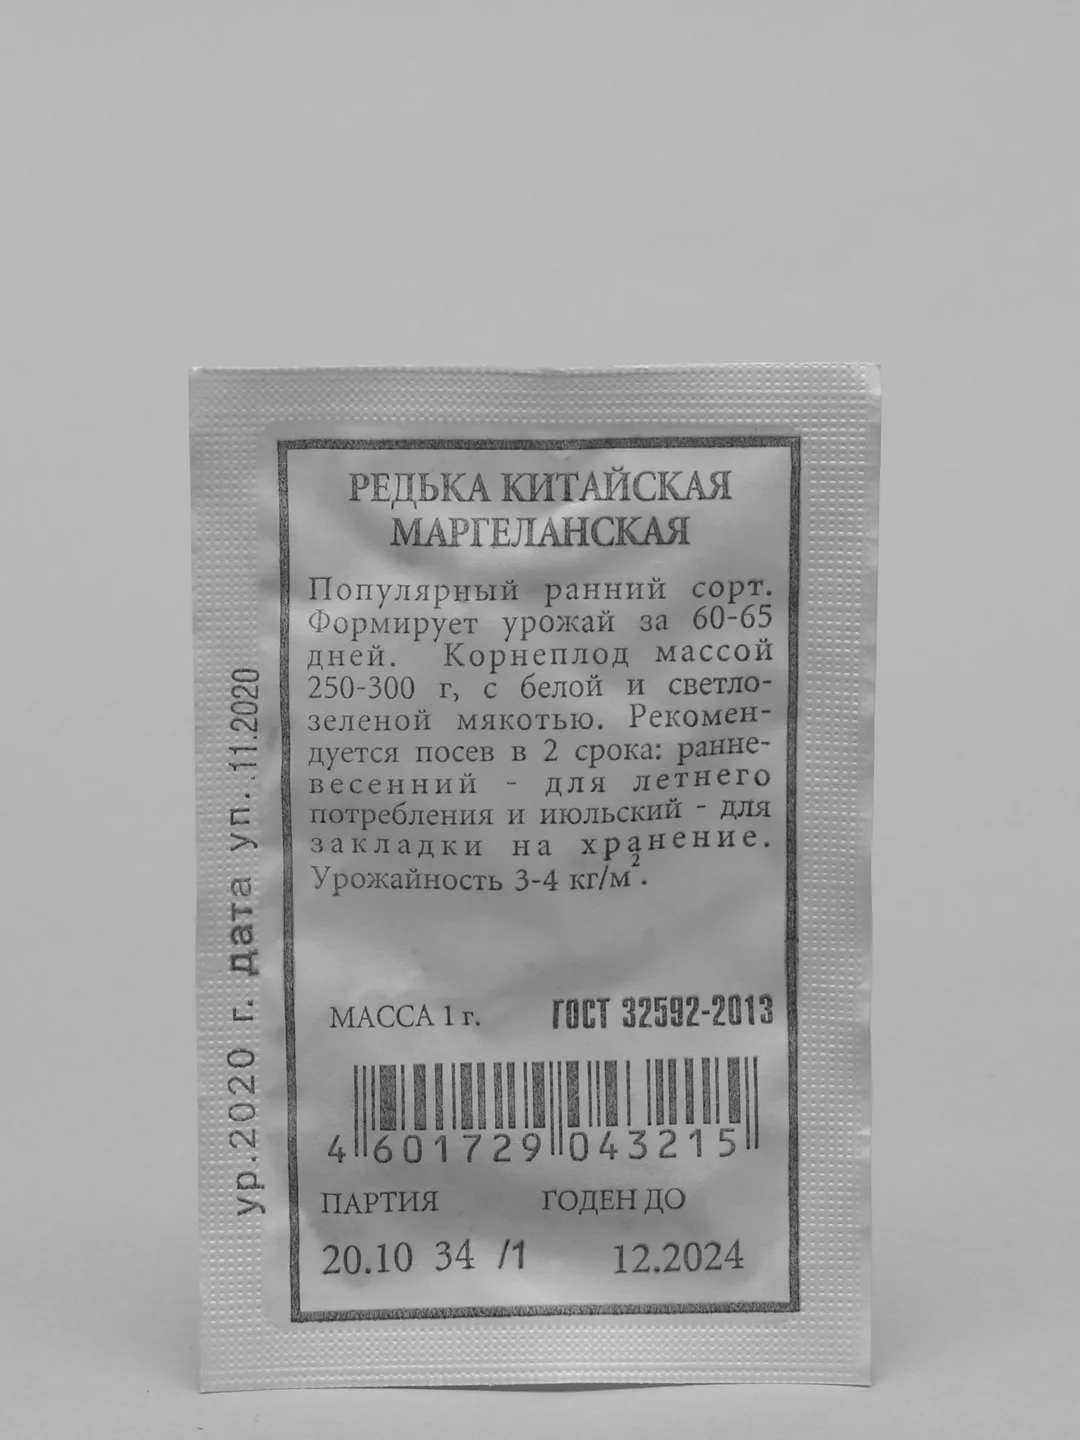 РЕДЬКА КИТАЙСКАЯ
МАРГЕЛАНСКАЯ
Популярный ранний сорт.
Формирует урожай за 60-65
дней. Корнеплод массой
250-300 г, с белой и светло-
зеленой мякотью. Рекомен-
дуется посев в 2 срока: ранне-
весенний - для летнего
потребления и июльский - для
закладки на хранение.
Урожайность 3-4 кг/м².
МАССА 1 г. ГОСТ 32592-2013
4 601729 043215
ПАРТИЯ ГОДЕН ДО
20.10 34 /1 12.2024
ур.2020 г. дата уп. .11.2020